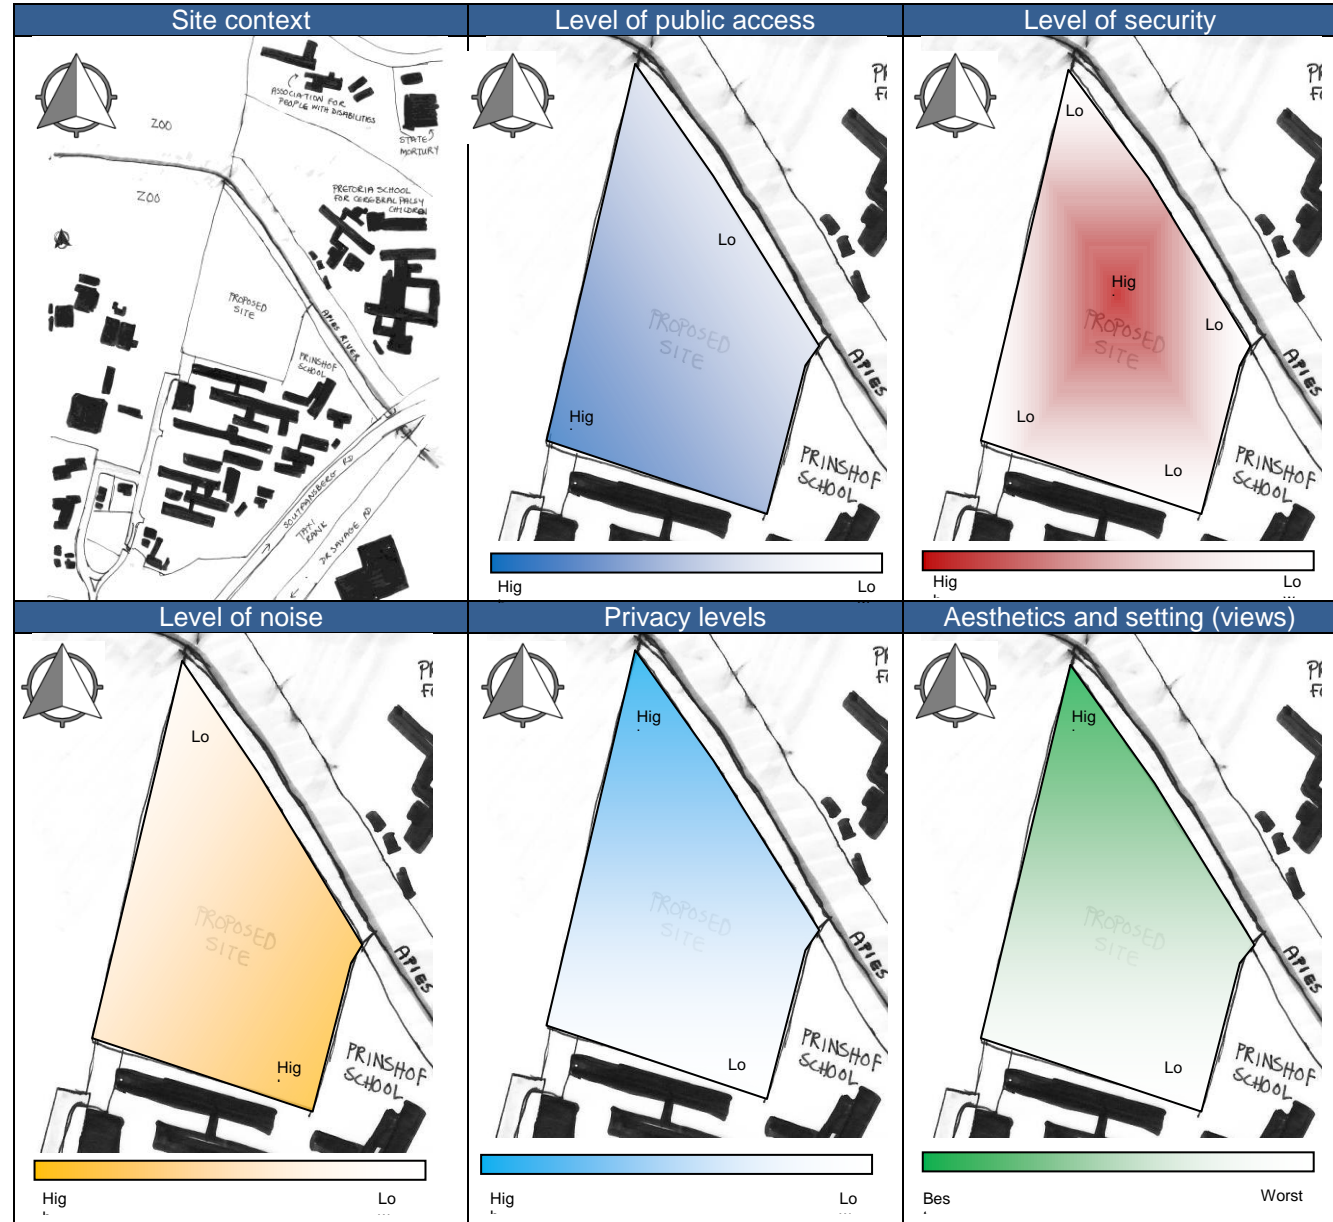 Site context
ZOO
ZOO
ASSOCIATION FOR
PEOPLE WITH DISABILITIES
STATE
MORTURY
PRETORIA SCHOOL
FOR CEREBRAL PALEY
CHILDREN
PROPOSED
SITE
APIES RIVER
PRINSHOF
SCHOOL
SOUTPANSBERG RD
TAXI
RANK
DR SAVAGE RD
Level of public access
Lo
PROPOSED
SITE
Hig
APIES
PRINSHOF
SCHOOL
Hig
Lo
Level of security
Lo
Hig
Lo
PROPOSED
SITE
Lo
Lo
APIES
PRINSHOF
SCHOOL
Hig
Lo
Level of noise
Lo
PROPOSED
SITE
Hig
APIES
PRINSHOF
SCHOOL
Hig
Lo
Privacy levels
Hig
PROPOSED
SITE
Lo
APIES
PRINSHOF
SCHOOL
Hig
Lo
Aesthetics and setting (views)
Hig
PROPOSED
SITE
Lo
APIES
PRINSHOF
SCHOOL
Bes
Worst